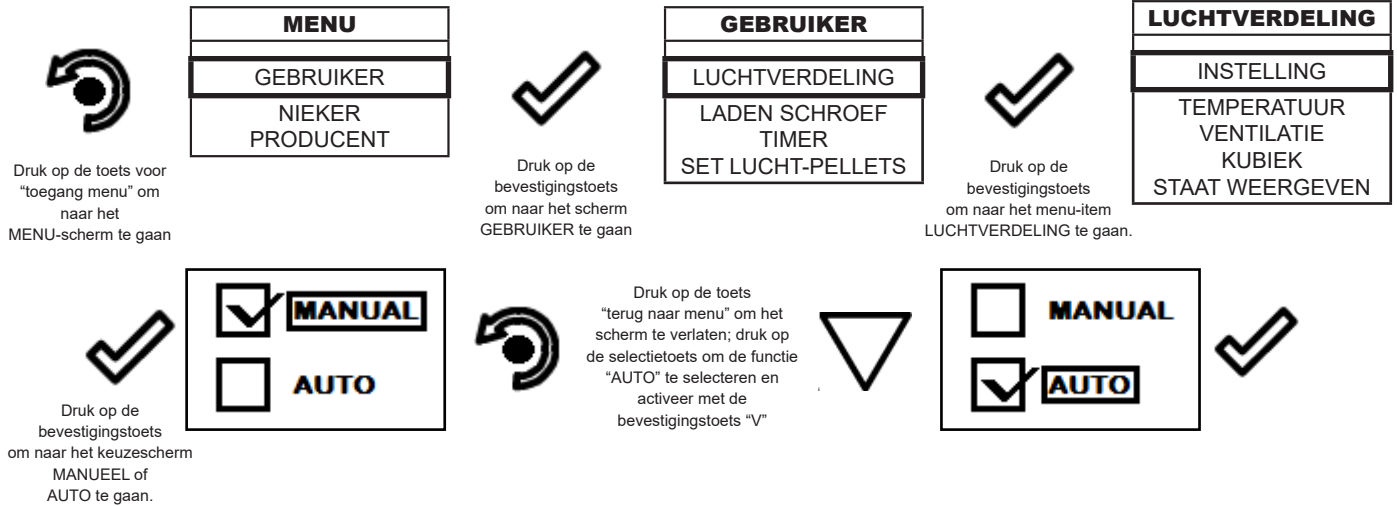 Druk op de toets voor
“toegang menu” om
naar het
MENU-scherm te gaan
MENU
GEBRUIKER
NIEKER
PRODUCENT
Druk op de
bevestigingstoets
om naar het scherm
GEBRUIKER te gaan
GEBRUIKER
LUCHTVERDELING
LADEN SCHROEF
TIMER
SET LUCHT-PELLETS
Druk op de
bevestigingstoets
om naar het menu-item
LUCHTVERDELING te gaan.
LUCHTVERDELING
INSTELLING
TEMPERATUUR
VENTILATIE
KUBIEK
STAAT WEERGEVEN
Druk op de
bevestigingstoets
om naar het keuzescherm
MANUEEL of
AUTO te gaan.
MANUAL
AUTO
Druk op de toets
“terug naar menu” om het
scherm te verlaten; druk op
de selectietoets om de functie
“AUTO” te selecteren en
activeer met de
bevestigingstoets “V”
MANUAL
AUTO